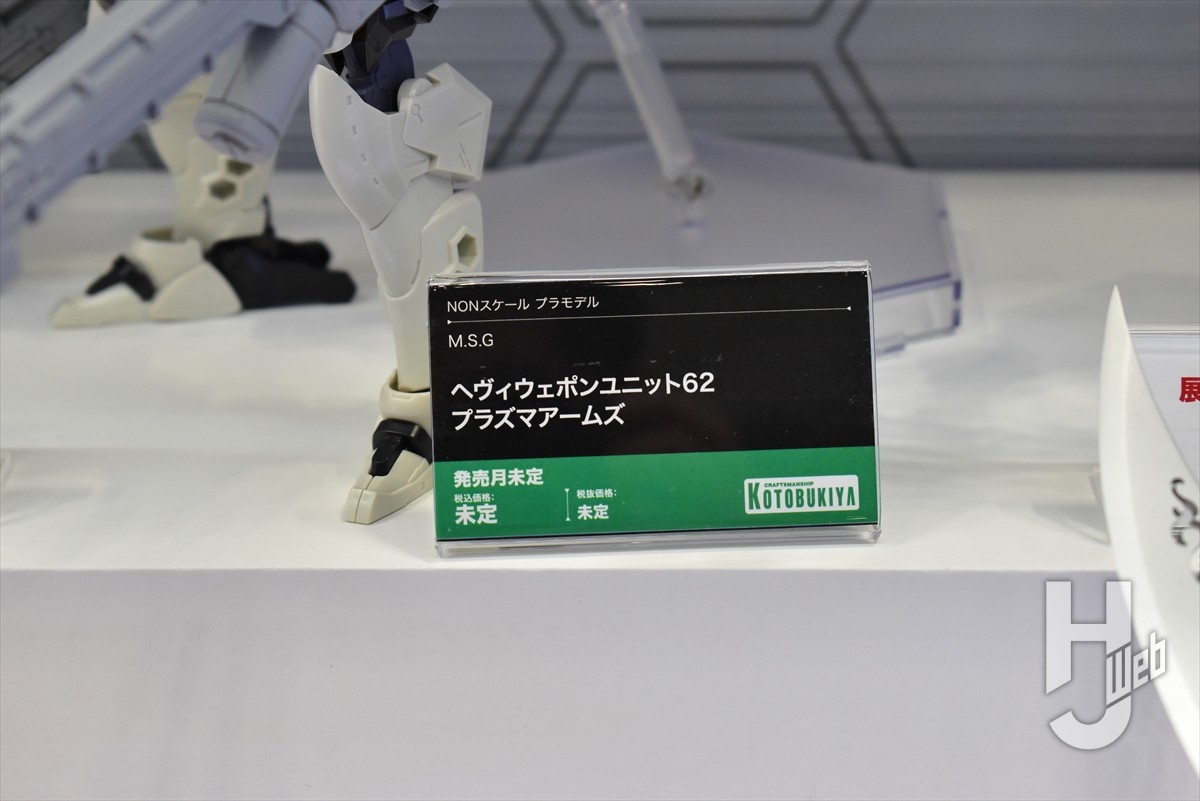 NONスケール プラモデル
M.S.G
ヘヴィウェポンユニット62
プラズマアームズ
発売月未定
税込価格:
未定
税抜価格:
未定
CRAFTSMANSHIP
KOTOBUKIYA
展
HJ Web